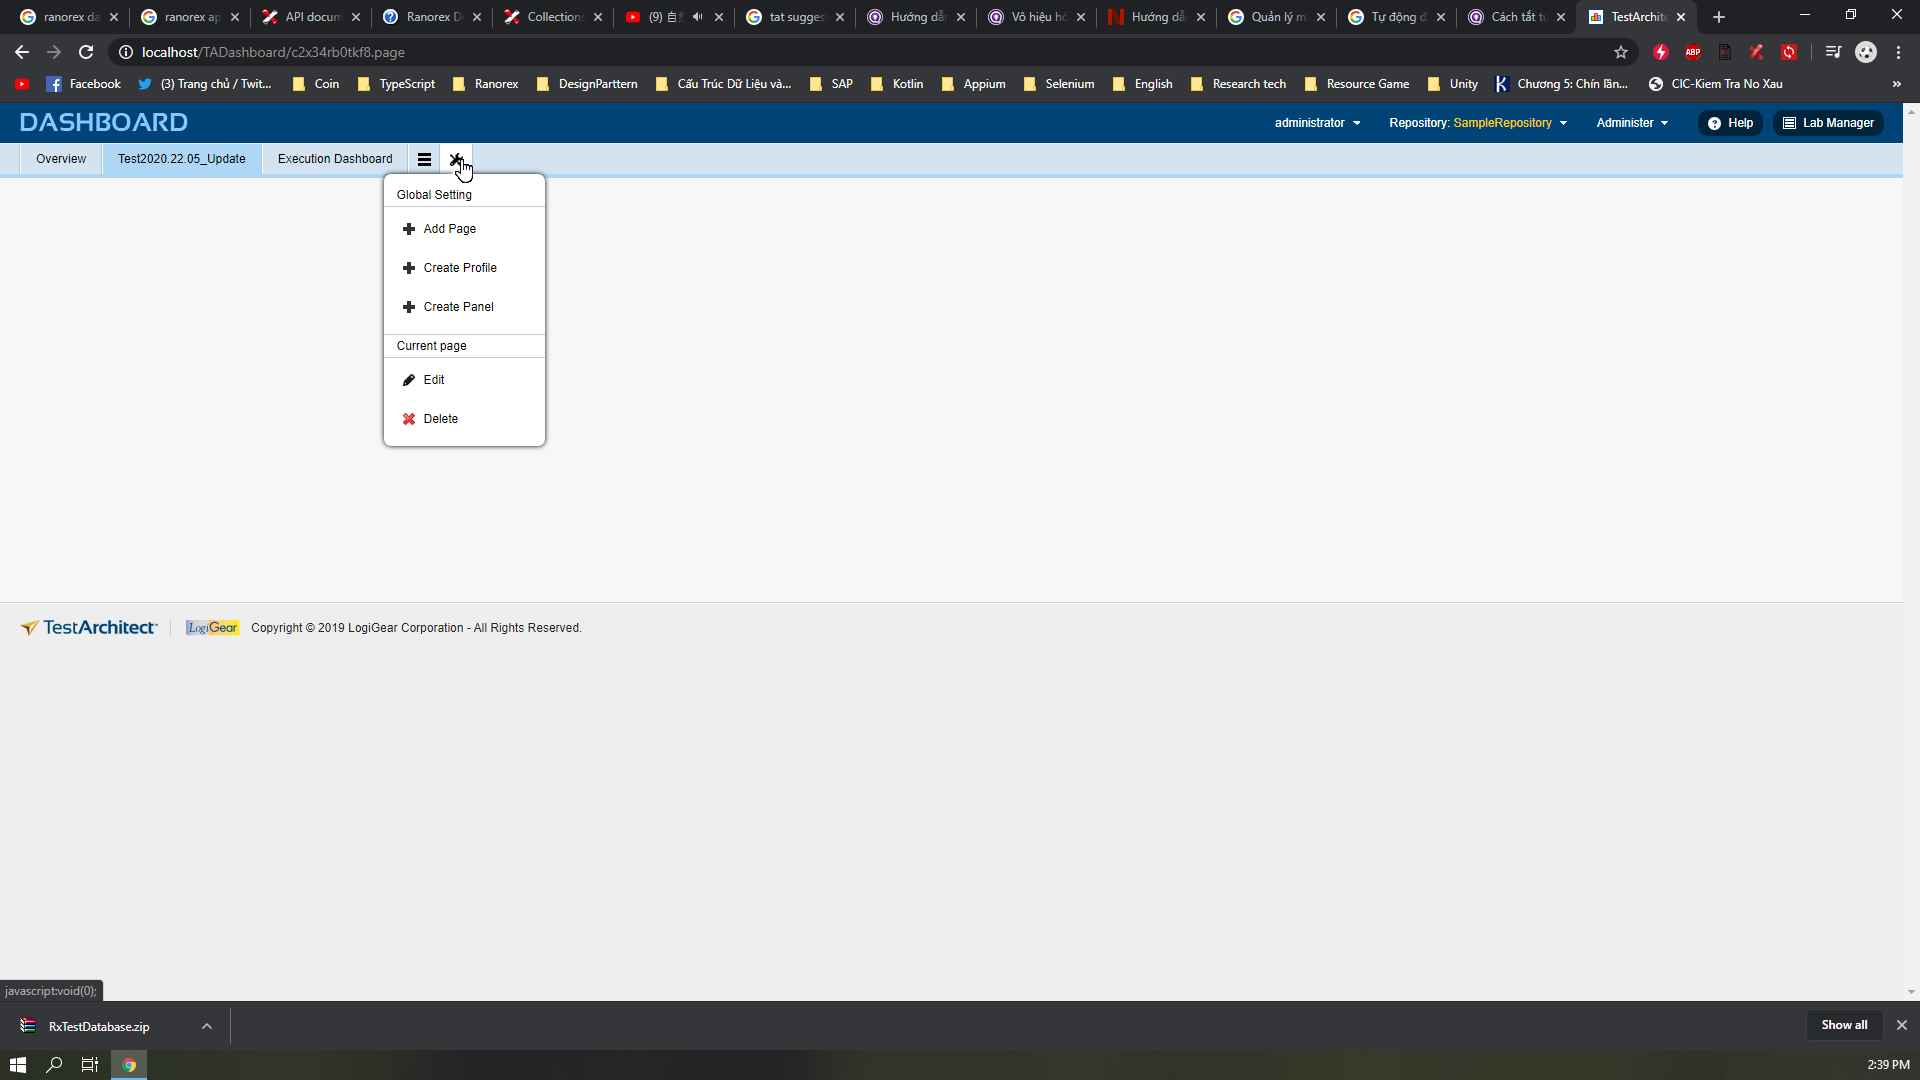 ranorex da
ranorex ap
API docum
Ranorex D
Collection
(9) 自
tat sugges
Hướng dẫ
Vô hiệu h
Hướng dẫ
Quản lý m
Tự động
Cách tắt t
TestArchite
localhost/TADashboard/c2x34rb0tkf8.page
ABP
Facebook
(3) Trang chủ / Twit...
Coin
TypeScript
Ranorex
DesignParttern
Cấu Trúc Dữ Liệu và...
SAP
Kotlin
Appium
Selenium
English
Research tech
Resource Game
Unity
Chương 5: Chín lần...
CIC-Kiem Tra No Xau
»
DASHBOARD
administrator
Repository: SampleRepository
Administer
Help
Lab Manager
Overview
Test2020.22.05_Update
Execution Dashboard
Global Setting
Add Page
Create Profile
Create Panel
Current page
Edit
Delete
TestArchitect
LogiGear
Copyright © 2019 LogiGear Corporation - All Rights Reserved.
javascript:void(0);
RxTestDatabase.zip
Show all
2:39 PM